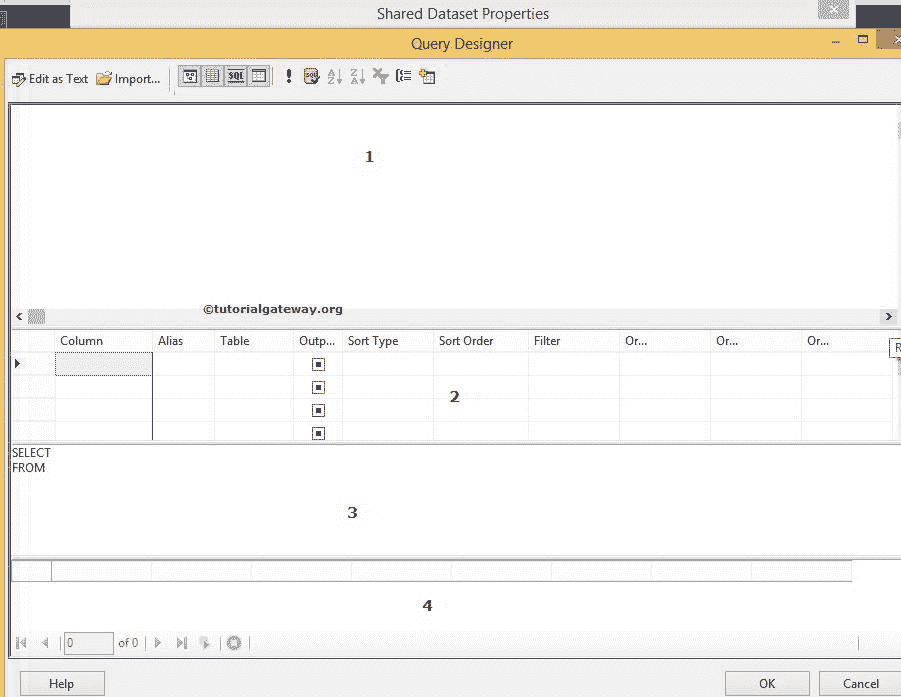 Shared Dataset Properties
Query Designer
Edit as Text Import... SQL
1
©tutorialgateway.org
Column Alias Table Outp... Sort Type Sort Order Filter Or... Or... Or...
R
2
SELECT
FROM
3
4
0 of 0
Help OK Cancel